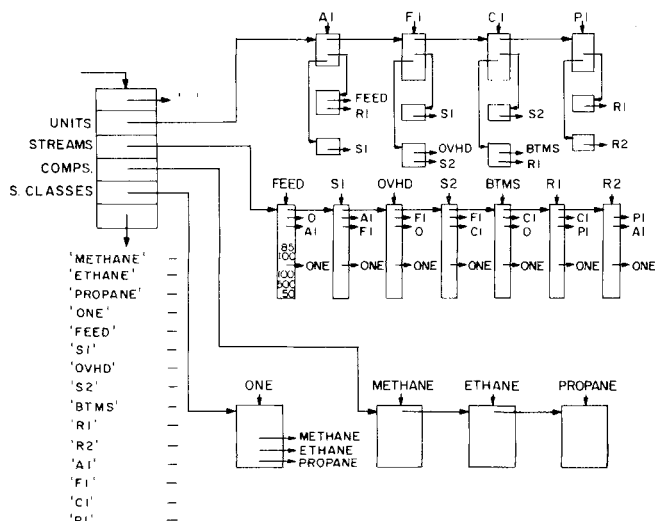 A1 F1 C1 P1
FEED
R1
S1
S1
OVHD
S2
S2
BTMS
R1
R1
R2
UNITS
STREAMS
COMPS.
S. CLASSES
FEED S1 OVHD S2 BTMS R1 R2
O A1 F1 F1 C1 C1 P1
A1 F1 O C1 O P1 A1
85
100
ONE ONE ONE ONE ONE ONE ONE
100
500
50
'METHANE' –
'ETHANE' –
'PROPANE' –
'ONE' –
'FEED' –
'S1' –
'OVHD' –
'S2' –
'BTMS' –
'R1' –
'R2' –
'A1' –
'F1' –
'C1' –
'P1' –
ONE METHANE ETHANE PROPANE
METHANE
ETHANE
PROPANE